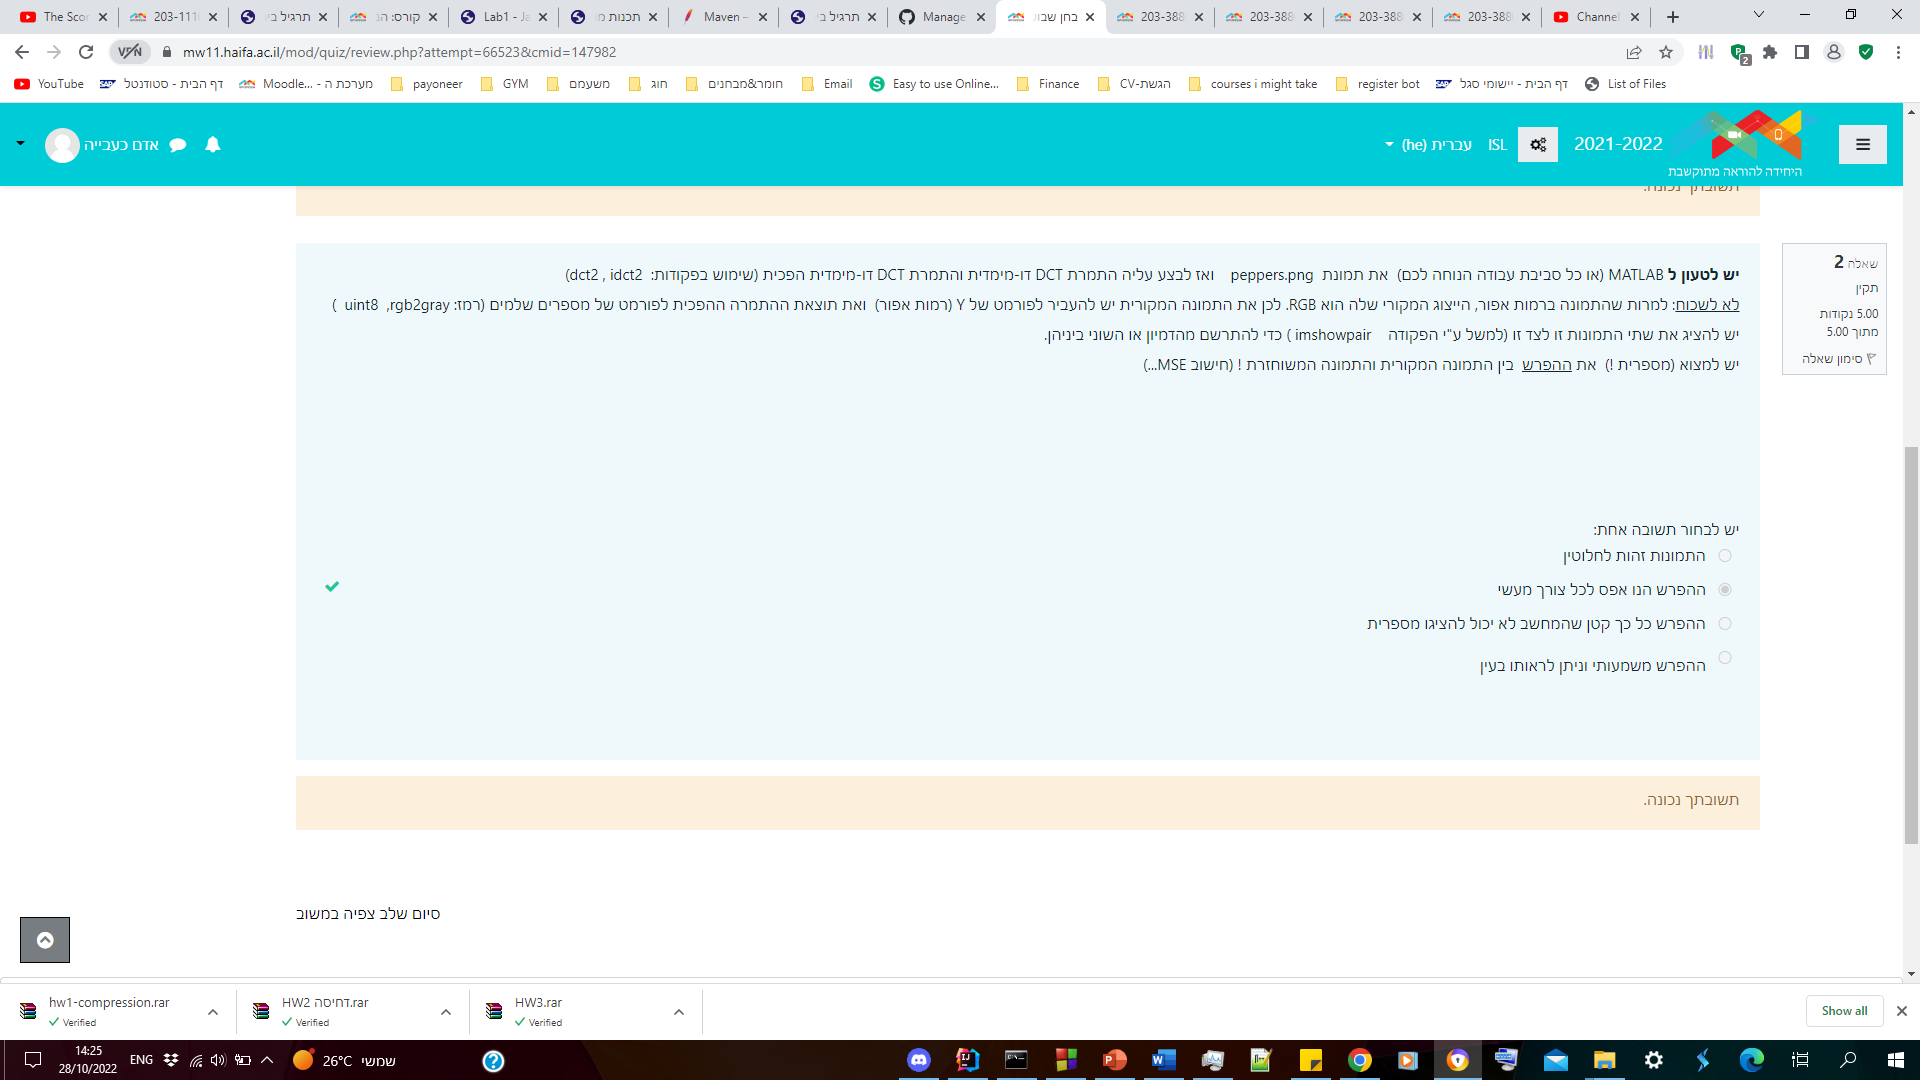 The Scor
203-1110
תרגיל בי
קורס: הנ
Lab1 - Ja
תכנות מ
Maven –
תרגיל בי
Manage
בחן שבוע
203-388
203-388
203-388
203-388
Channel
VPN
mw11.haifa.ac.il/mod/quiz/review.php?attempt=66523&cmid=147982
2
YouTube
דף הבית - סטודנטל
Moodle... - מערכת ה
payoneer
GYM
משעמם
חוג
חומר&מבחנים
Email
Easy to use Online...
Finance
CV-הגשת
courses i might take
register bot
דף הבית - יישומי סגל
List of Files
2021-2022
ISL
עברית (he)
אדם כעבייה
היחידה להוראה מתוקשבת
תשובתך נכונה.
שאלה 2
תקין
5.00 נקודות מתוך 5.00
סימון שאלה
יש לטעון ל MATLAB (או כל סביבת עבודה הנוחה לכם) את תמונת peppers.png ואז לבצע עליה התמרת DCT דו-מימדית והתמרת DCT דו-מימדית הפכית (שימוש בפקודות: dct2 , idct2)
לא לשכוח: למרות שהתמונה ברמות אפור, הייצוג המקורי שלה הוא RGB. לכן את התמונה המקורית יש להעביר לפורמט של Y (רמות אפור) ואת תוצאת ההתמרה ההפכית לפורמט של מספרים שלמים (רמז: rgb2gray, uint8 )
יש להציג את שתי התמונות זו לצד זו (למשל ע"י הפקודה imshowpair ) כדי להתרשם מהדמיון או השוני ביניהן.
יש למצוא (מספרית !) את ההפרש בין התמונה המקורית והתמונה המשוחזרת ! (חישוב MSE...)
יש לבחור תשובה אחת:
התמונות זהות לחלוטין
ההפרש הנו אפס לכל צורך מעשי
ההפרש כל כך קטן שהמחשב לא יכול להציגו מספרית
ההפרש משמעותי וניתן לראותו בעין
תשובתך נכונה.
סיום שלב צפיה במשוב
hw1-compression.rar
Verified
HW2 דחיסה.rar
Verified
HW3.rar
Verified
Show all
14:25
28/10/2022
ENG
26°C שמשי